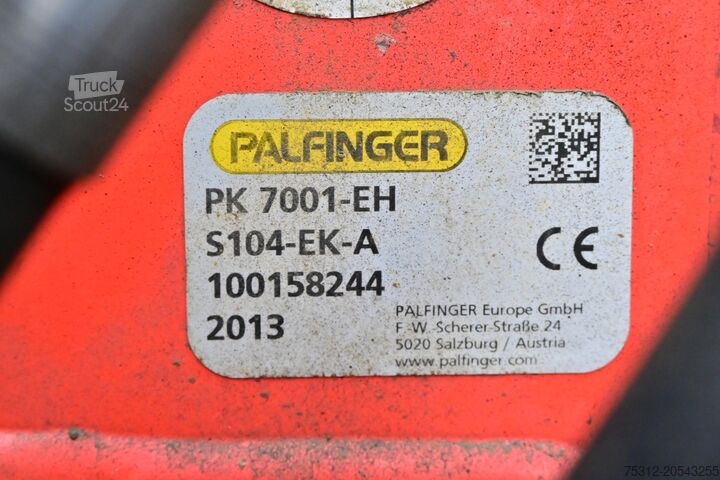 Truck
Scout24
PALFINGER
PK 7001-EH
S104-EK-A
100158244
2013
CE
PALFINGER Europe GmbH
F.-W.-Scherer-Straße 24
5020 Salzburg / Austria
www.palfinger.com
75312-20543255